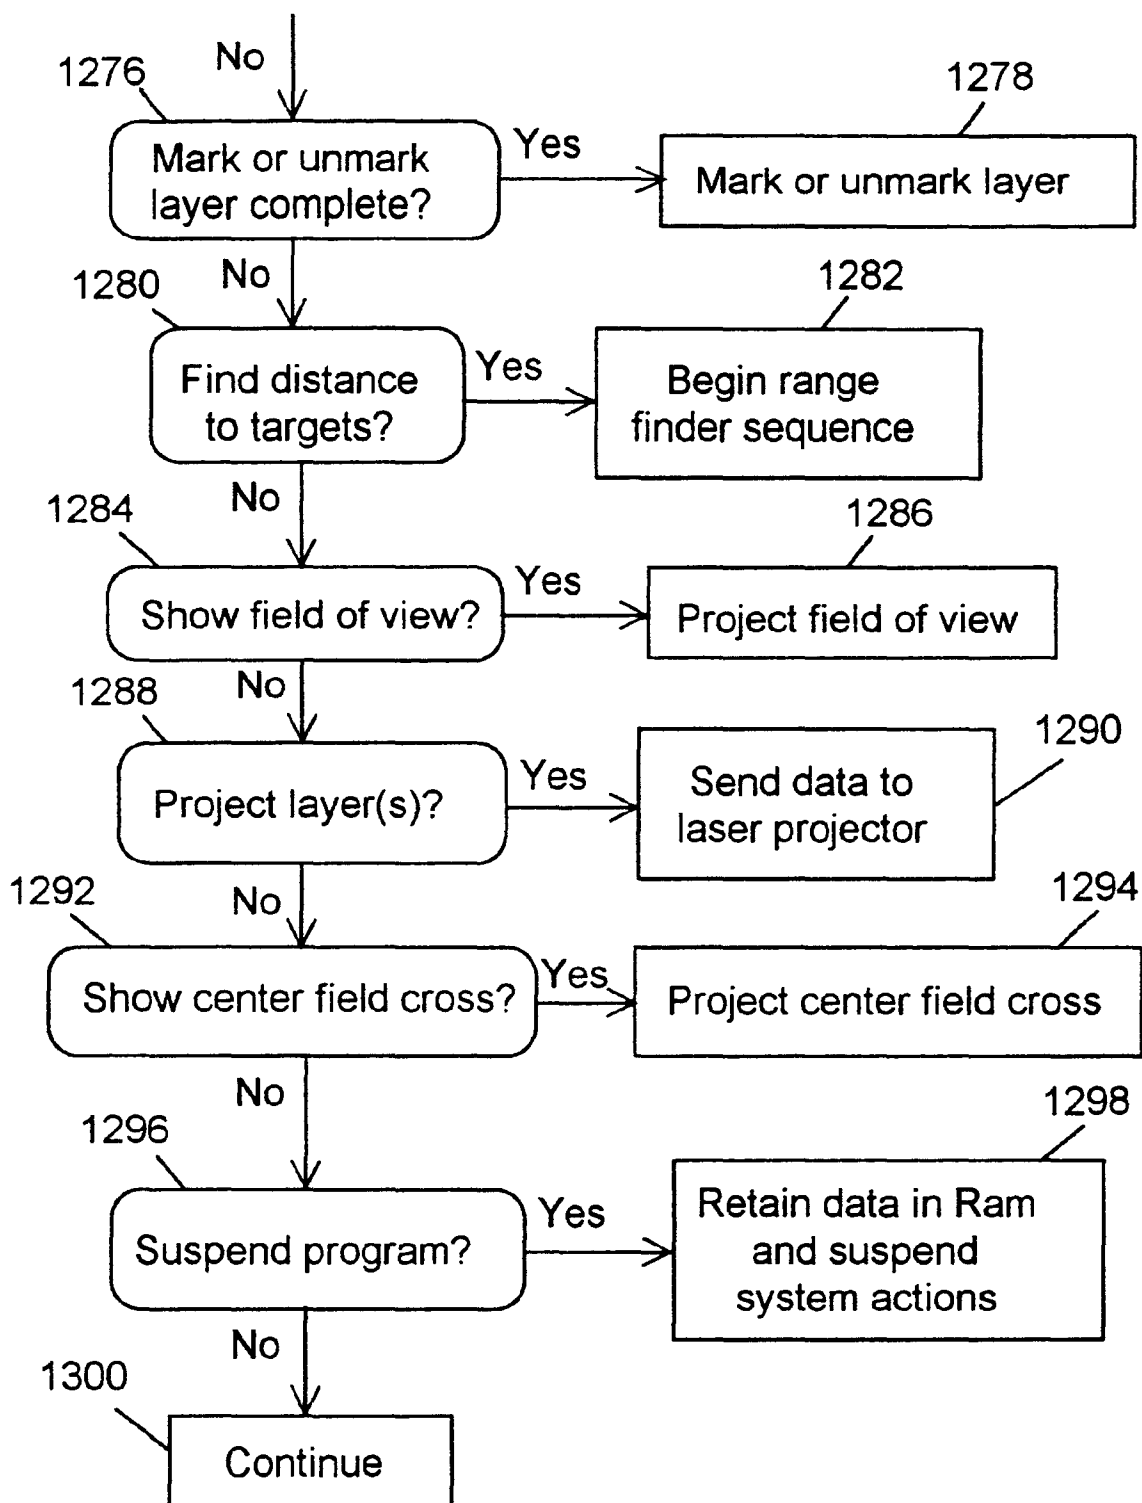 No
1276
1278
Mark or unmark
layer complete?
Yes
Mark or unmark layer
No
1280
1282
Find distance
to targets?
Yes
Begin range
finder sequence
No
1284
1286
Show field of view?
Yes
Project field of view
No
1288
1290
Project layer(s)?
Yes
Send data to
laser projector
No
1292
1294
Show center field cross?
Yes
Project center field cross
No
1296
1298
Suspend program?
Yes
Retain data in Ram
and suspend
system actions
No
1300
Continue